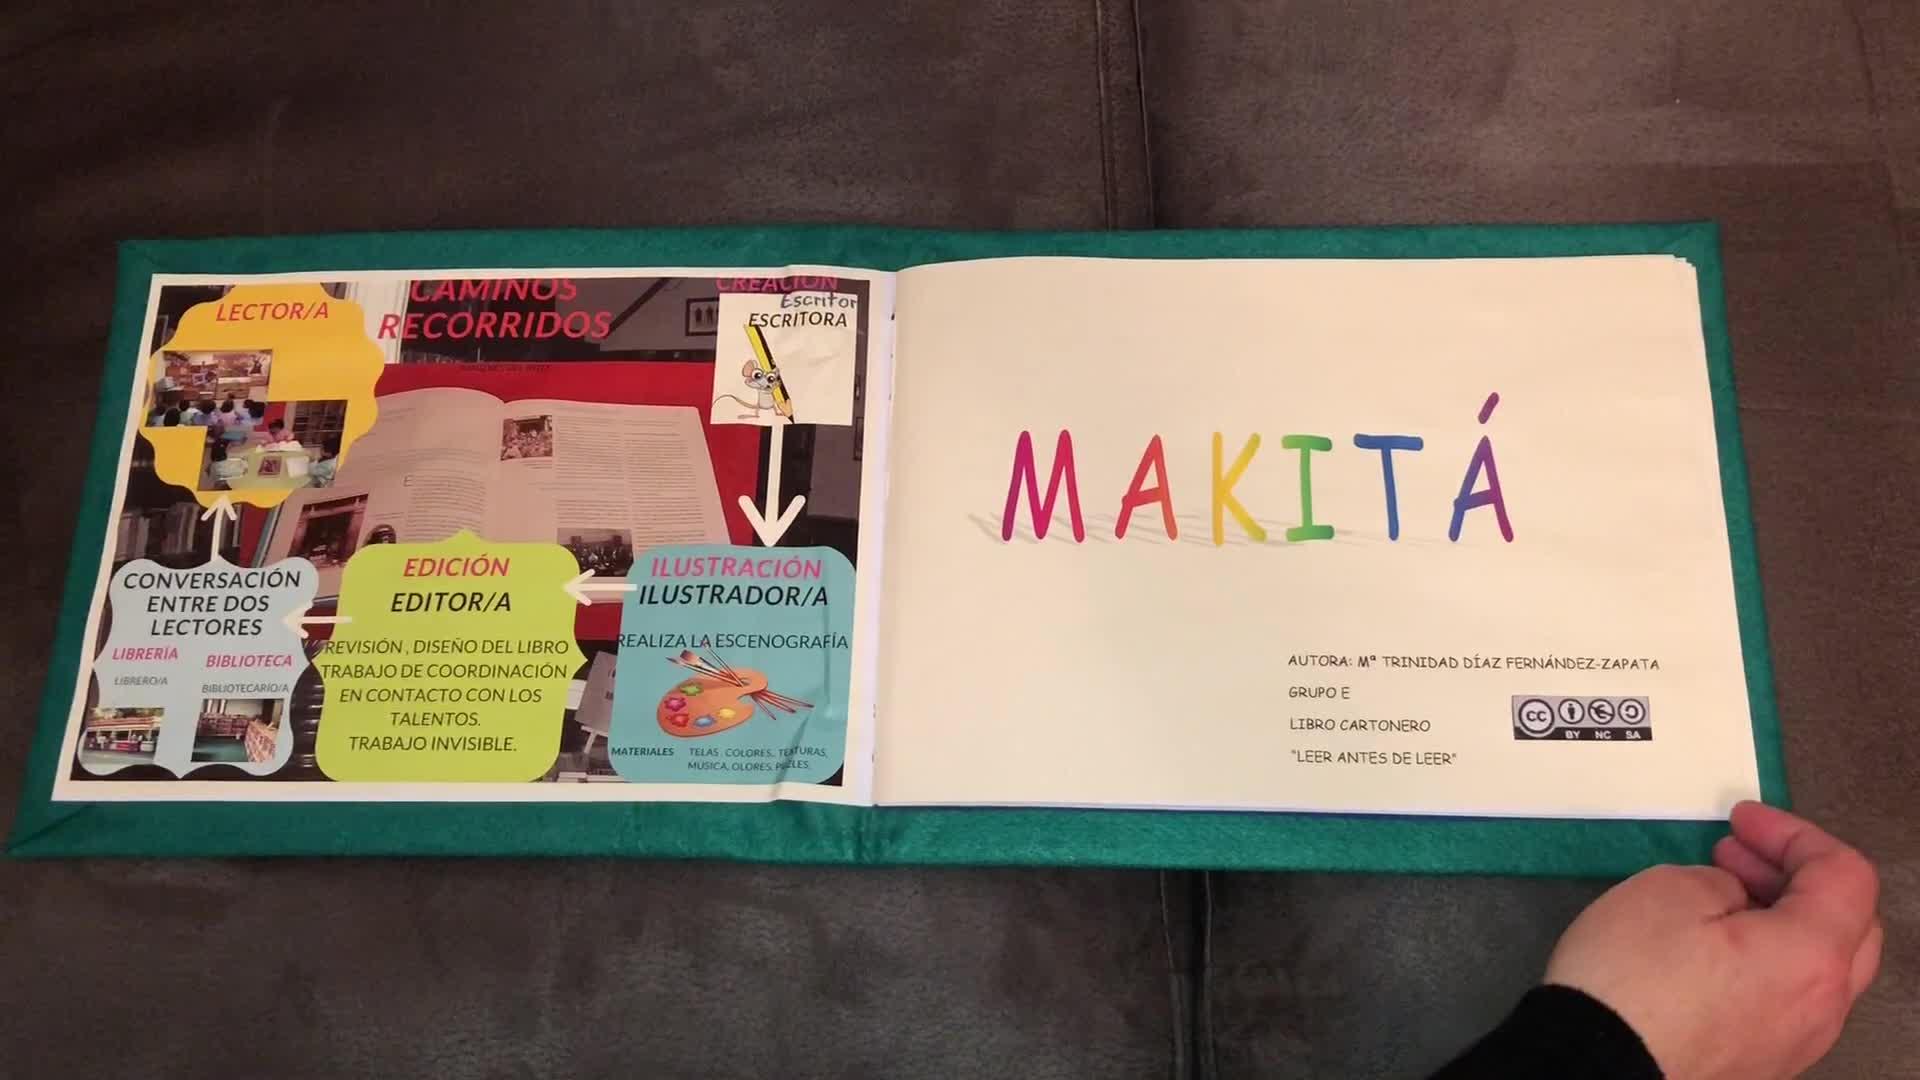 LECTOR/A
CAMINOS
RECORRIDOS
CREACIÓN
Escritor
ESCRITORA
CONVERSACIÓN
ENTRE DOS
LECTORES
LIBRERÍA
BIBLIOTECA
LIBRERO/A
BIBLIOTECARIO/A
EDICIÓN
EDITOR/A
REVISIÓN , DISEÑO DEL LIBRO
TRABAJO DE COORDINACIÓN
EN CONTACTO CON LOS
TALENTOS.
TRABAJO INVISIBLE.
ILUSTRACIÓN
ILUSTRADOR/A
REALIZA LA ESCENOGRAFÍA
MATERIALES TELAS , COLORES, TEXTURAS,
MÚSICA, OLORES, PUZLES,
MAKITÁ
AUTORA: Mª TRINIDAD DÍAZ FERNÁNDEZ-ZAPATA
GRUPO E
LIBRO CARTONERO
"LEER ANTES DE LEER"
CC
BY NC SA